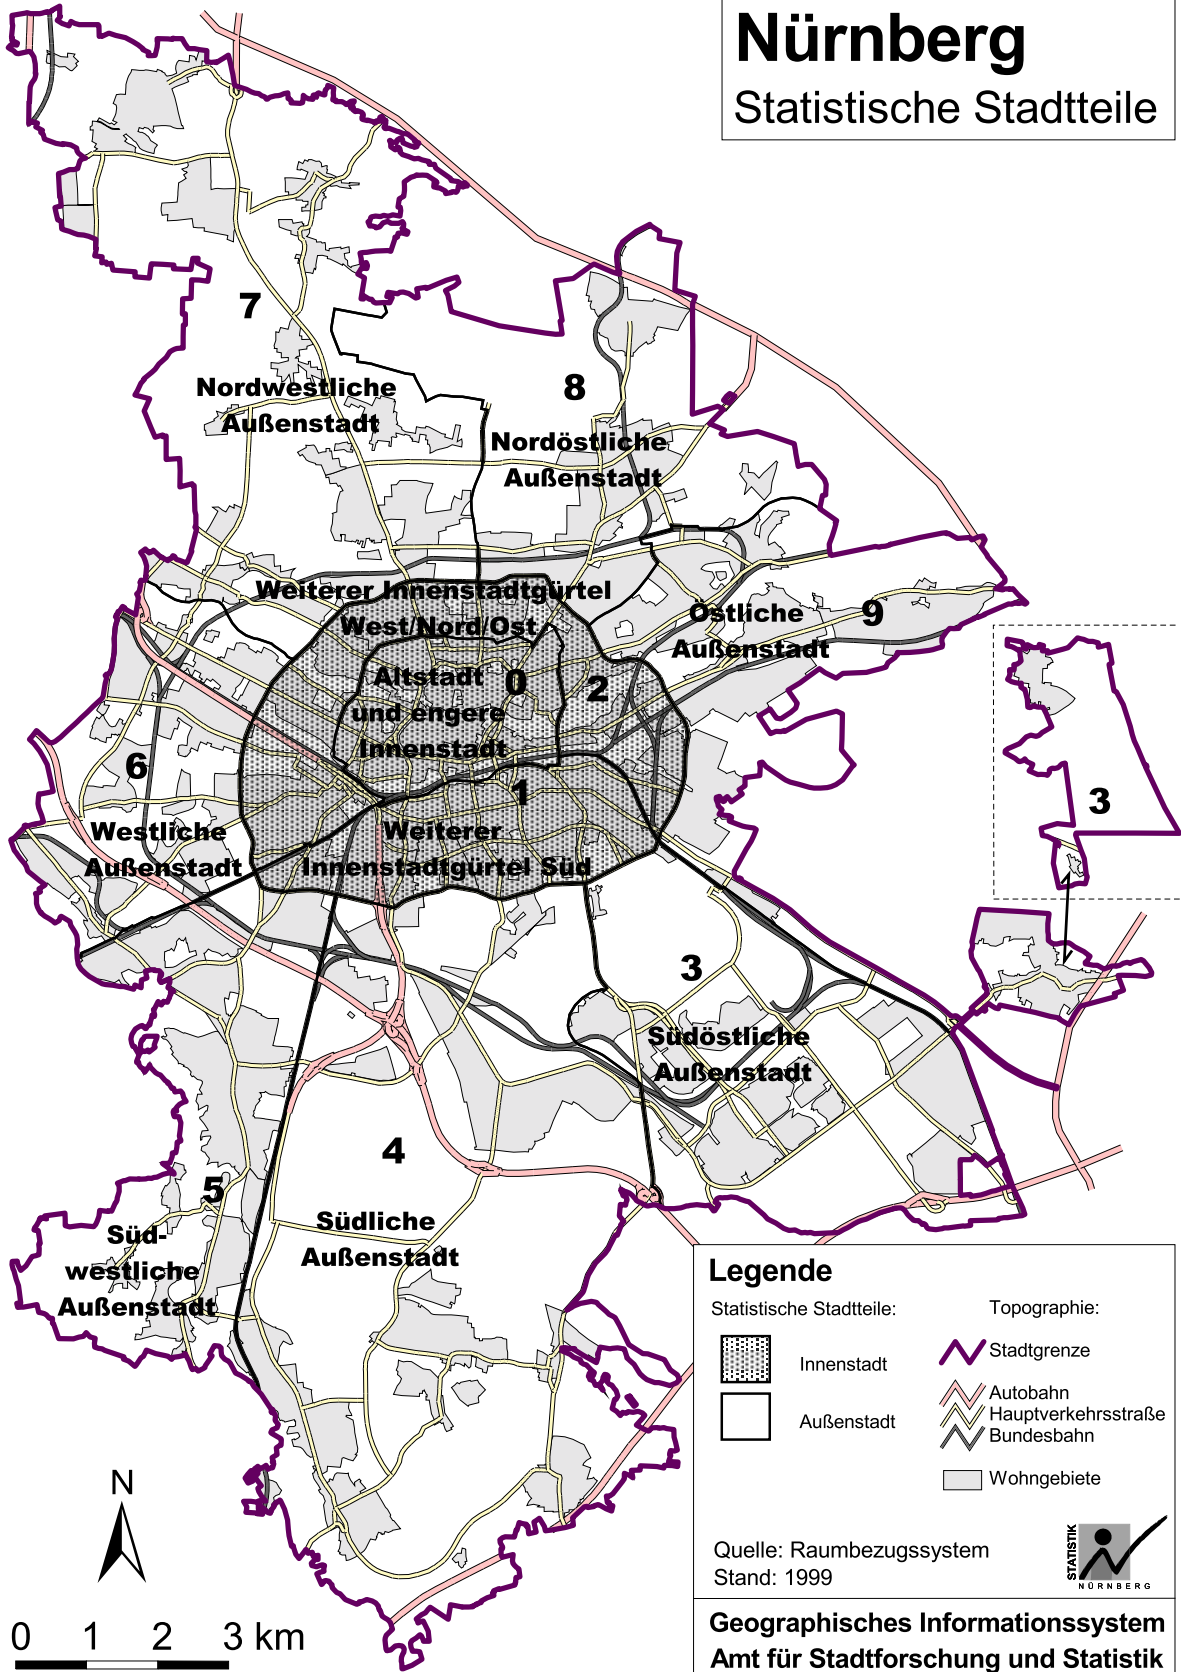 Nürnberg
Statistische Stadtteile
7
8
Nordwestliche
Außenstadt
Nordöstliche
Außenstadt
Weiterer Innenstadtgürtel
West/Nord/Ost
Östliche
Außenstadt
9
Altstadt
und engere
Innenstadt
0
2
6
1
3
Westliche
Außenstadt
Weiterer
Innenstadtgürtel Süd
3
Südöstliche
Außenstadt
4
5
Südliche
Außenstadt
Süd-
westliche
Außenstadt
Legende
Statistische Stadtteile:
Innenstadt
Außenstadt
Topographie:
Stadtgrenze
Autobahn
Hauptverkehrsstraße
Bundesbahn
Wohngebiete
N
Quelle: Raumbezugssystem
Stand: 1999
STATISTIK
NÜRNBERG
0 1 2 3 km
Geographisches Informationssystem
Amt für Stadtforschung und Statistik